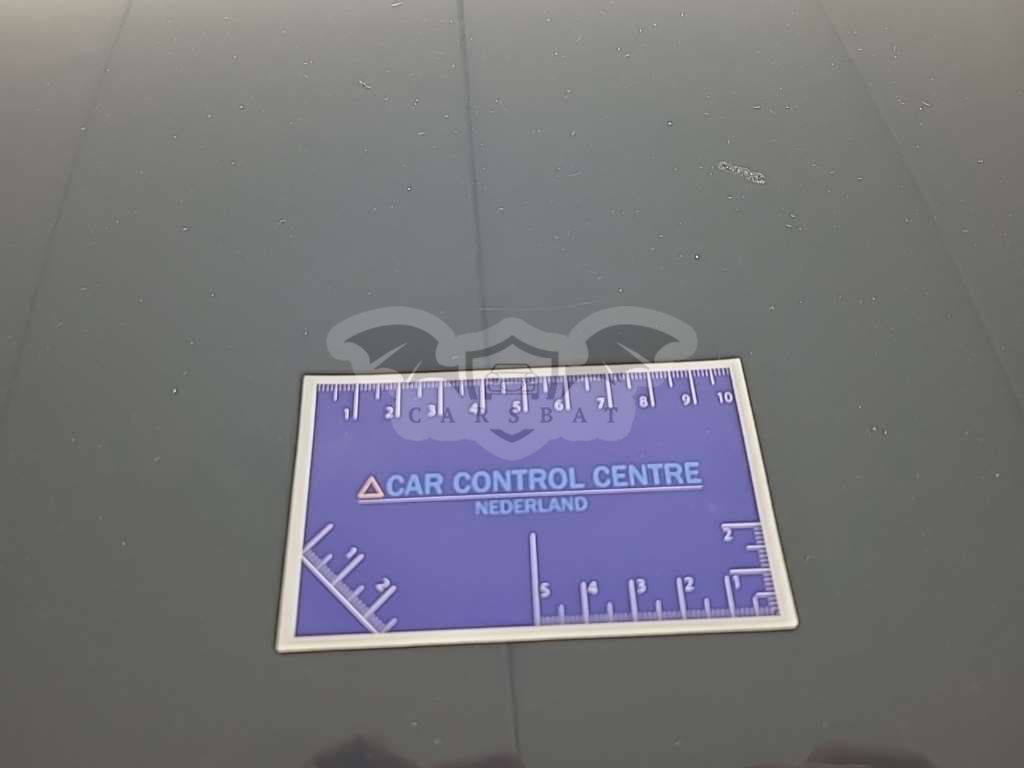 1 2 3 4 5 6 7 8 9 10
CARSBAT
CAR CONTROL CENTRE
NEDERLAND
1 2
5 4 3 2 1
2